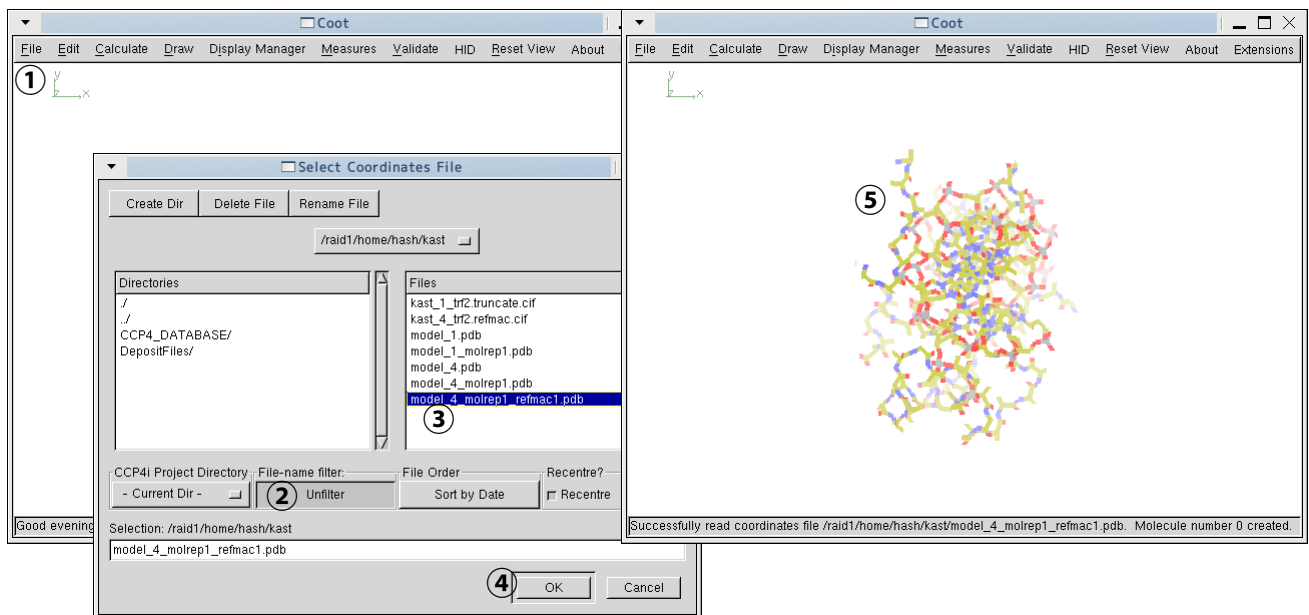 Coot
File Edit Calculate Draw Display Manager Measures Validate HID Reset View About
1
y
z x
Select Coordinates File
Create Dir Delete File Rename File
/raid1/home/hash/kast
Directories
./
../
CCP4_DATABASE/
DepositFiles/
Files
kast_1_trf2.truncate.cif
kast_4_trf2.refmac.cif
model_1.pdb
model_1_molrep1.pdb
model_4.pdb
model_4_molrep1.pdb
model_4_molrep1_refmac1.pdb
3
CCP4i Project Directory File-name filter: File Order Recentre?
- Current Dir - 2 Unfilter Sort by Date Recentre
Good evening
Selection: /raid1/home/hash/kast
model_4_molrep1_refmac1.pdb
4 OK Cancel
Coot
File Edit Calculate Draw Display Manager Measures Validate HID Reset View About Extensions
y
z x
5
Successfully read coordinates file /raid1/home/hash/kast/model_4_molrep1_refmac1.pdb. Molecule number 0 created.